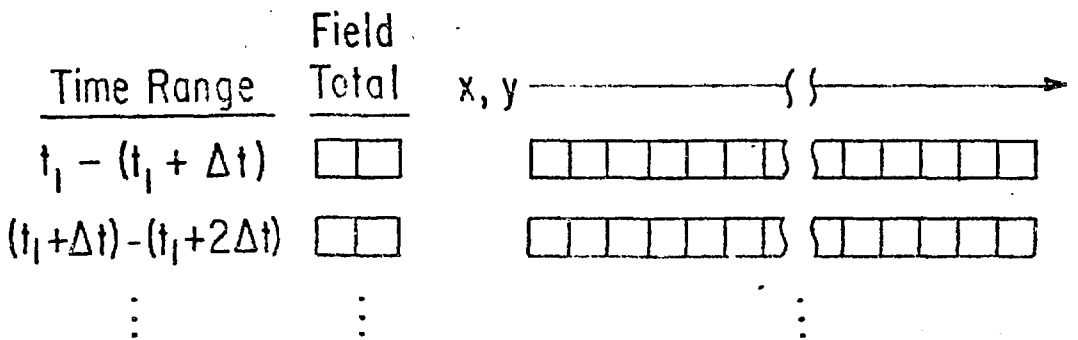 Field
Time Range Total x, y
t₁ - (t₁ + Δt)
(t₁+Δt) - (t₁+2Δt)